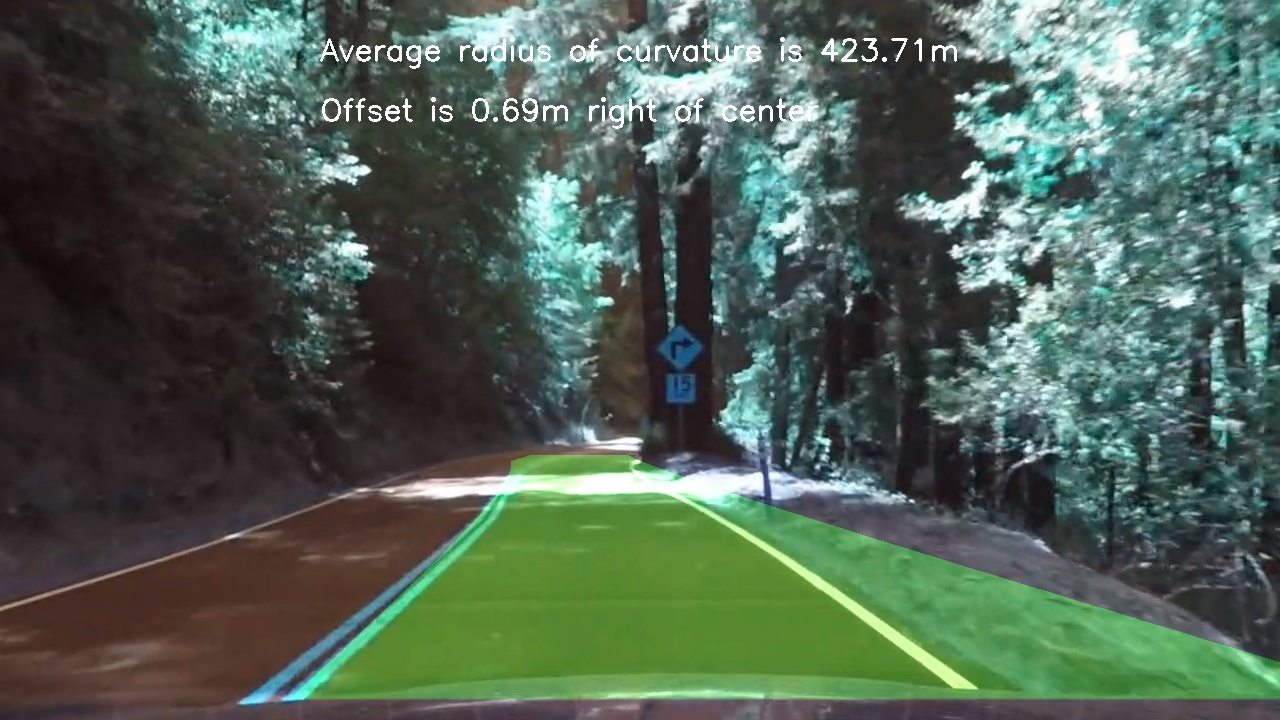 Average radius of curvature is 423.71m
Offset is 0.69m right of center
15